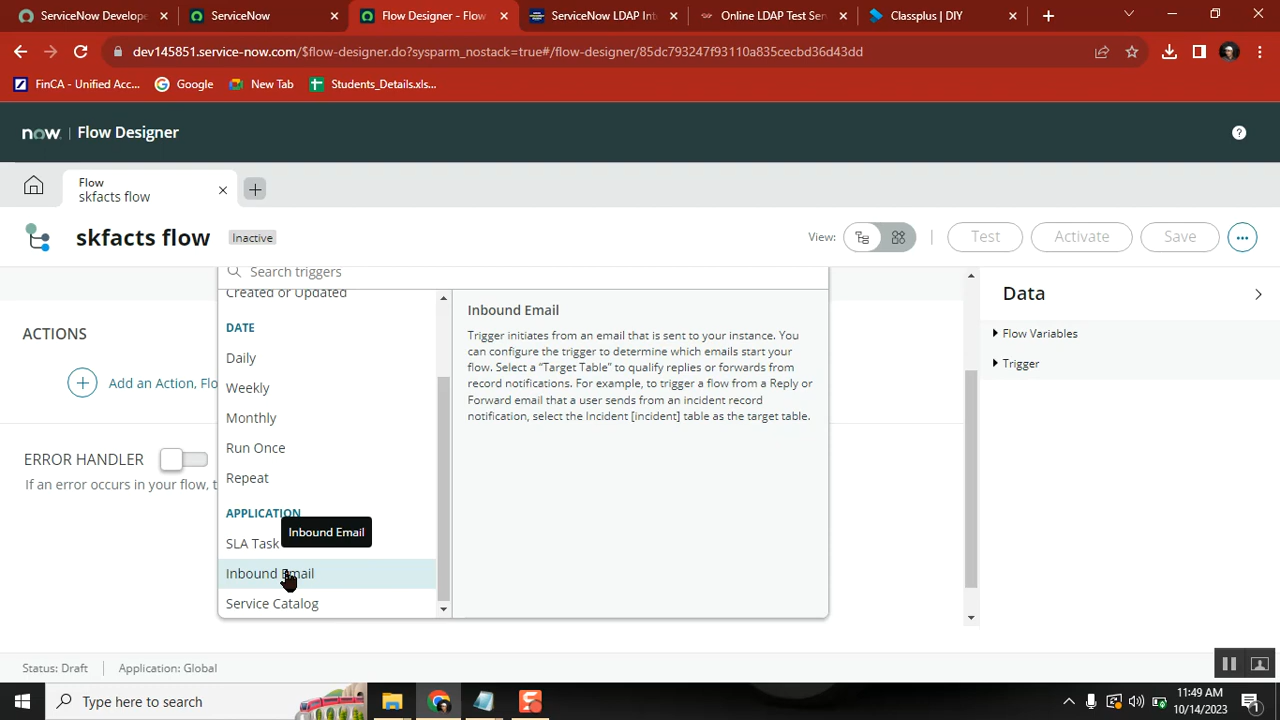 ServiceNow Develope
ServiceNow
Flow Designer - Flow
ServiceNow LDAP Int
Online LDAP Test Ser
Classplus | DIY
dev145851.service-now.com/$flow-designer.do?sysparm_nostack=true#/flow-designer/85dc793247f93110a835cecbd36d43dd
FinCA - Unified Acc...
Google
New Tab
Students_Details.xls...
now. | Flow Designer
Flow
skfacts flow
skfacts flow
Inactive
View:
Test
Activate
Save
Search triggers
Created or Updated
DATE
Daily
Weekly
Monthly
Run Once
Repeat
APPLICATION
SLA Task
Inbound Email
Inbound Email
Service Catalog
Inbound Email
Trigger initiates from an email that is sent to your instance. You
can configure the trigger to determine which emails start your
flow. Select a “Target Table” to qualify replies or forwards from
record notifications. For example, to trigger a flow from a Reply or
Forward email that a user sends from an incident record
notification, select the Incident [incident] table as the target table.
ACTIONS
Add an Action, Flo
ERROR HANDLER
If an error occurs in your flow, t
Data
Flow Variables
Trigger
Status: Draft
Application: Global
Type here to search
11:49 AM
10/14/2023
1